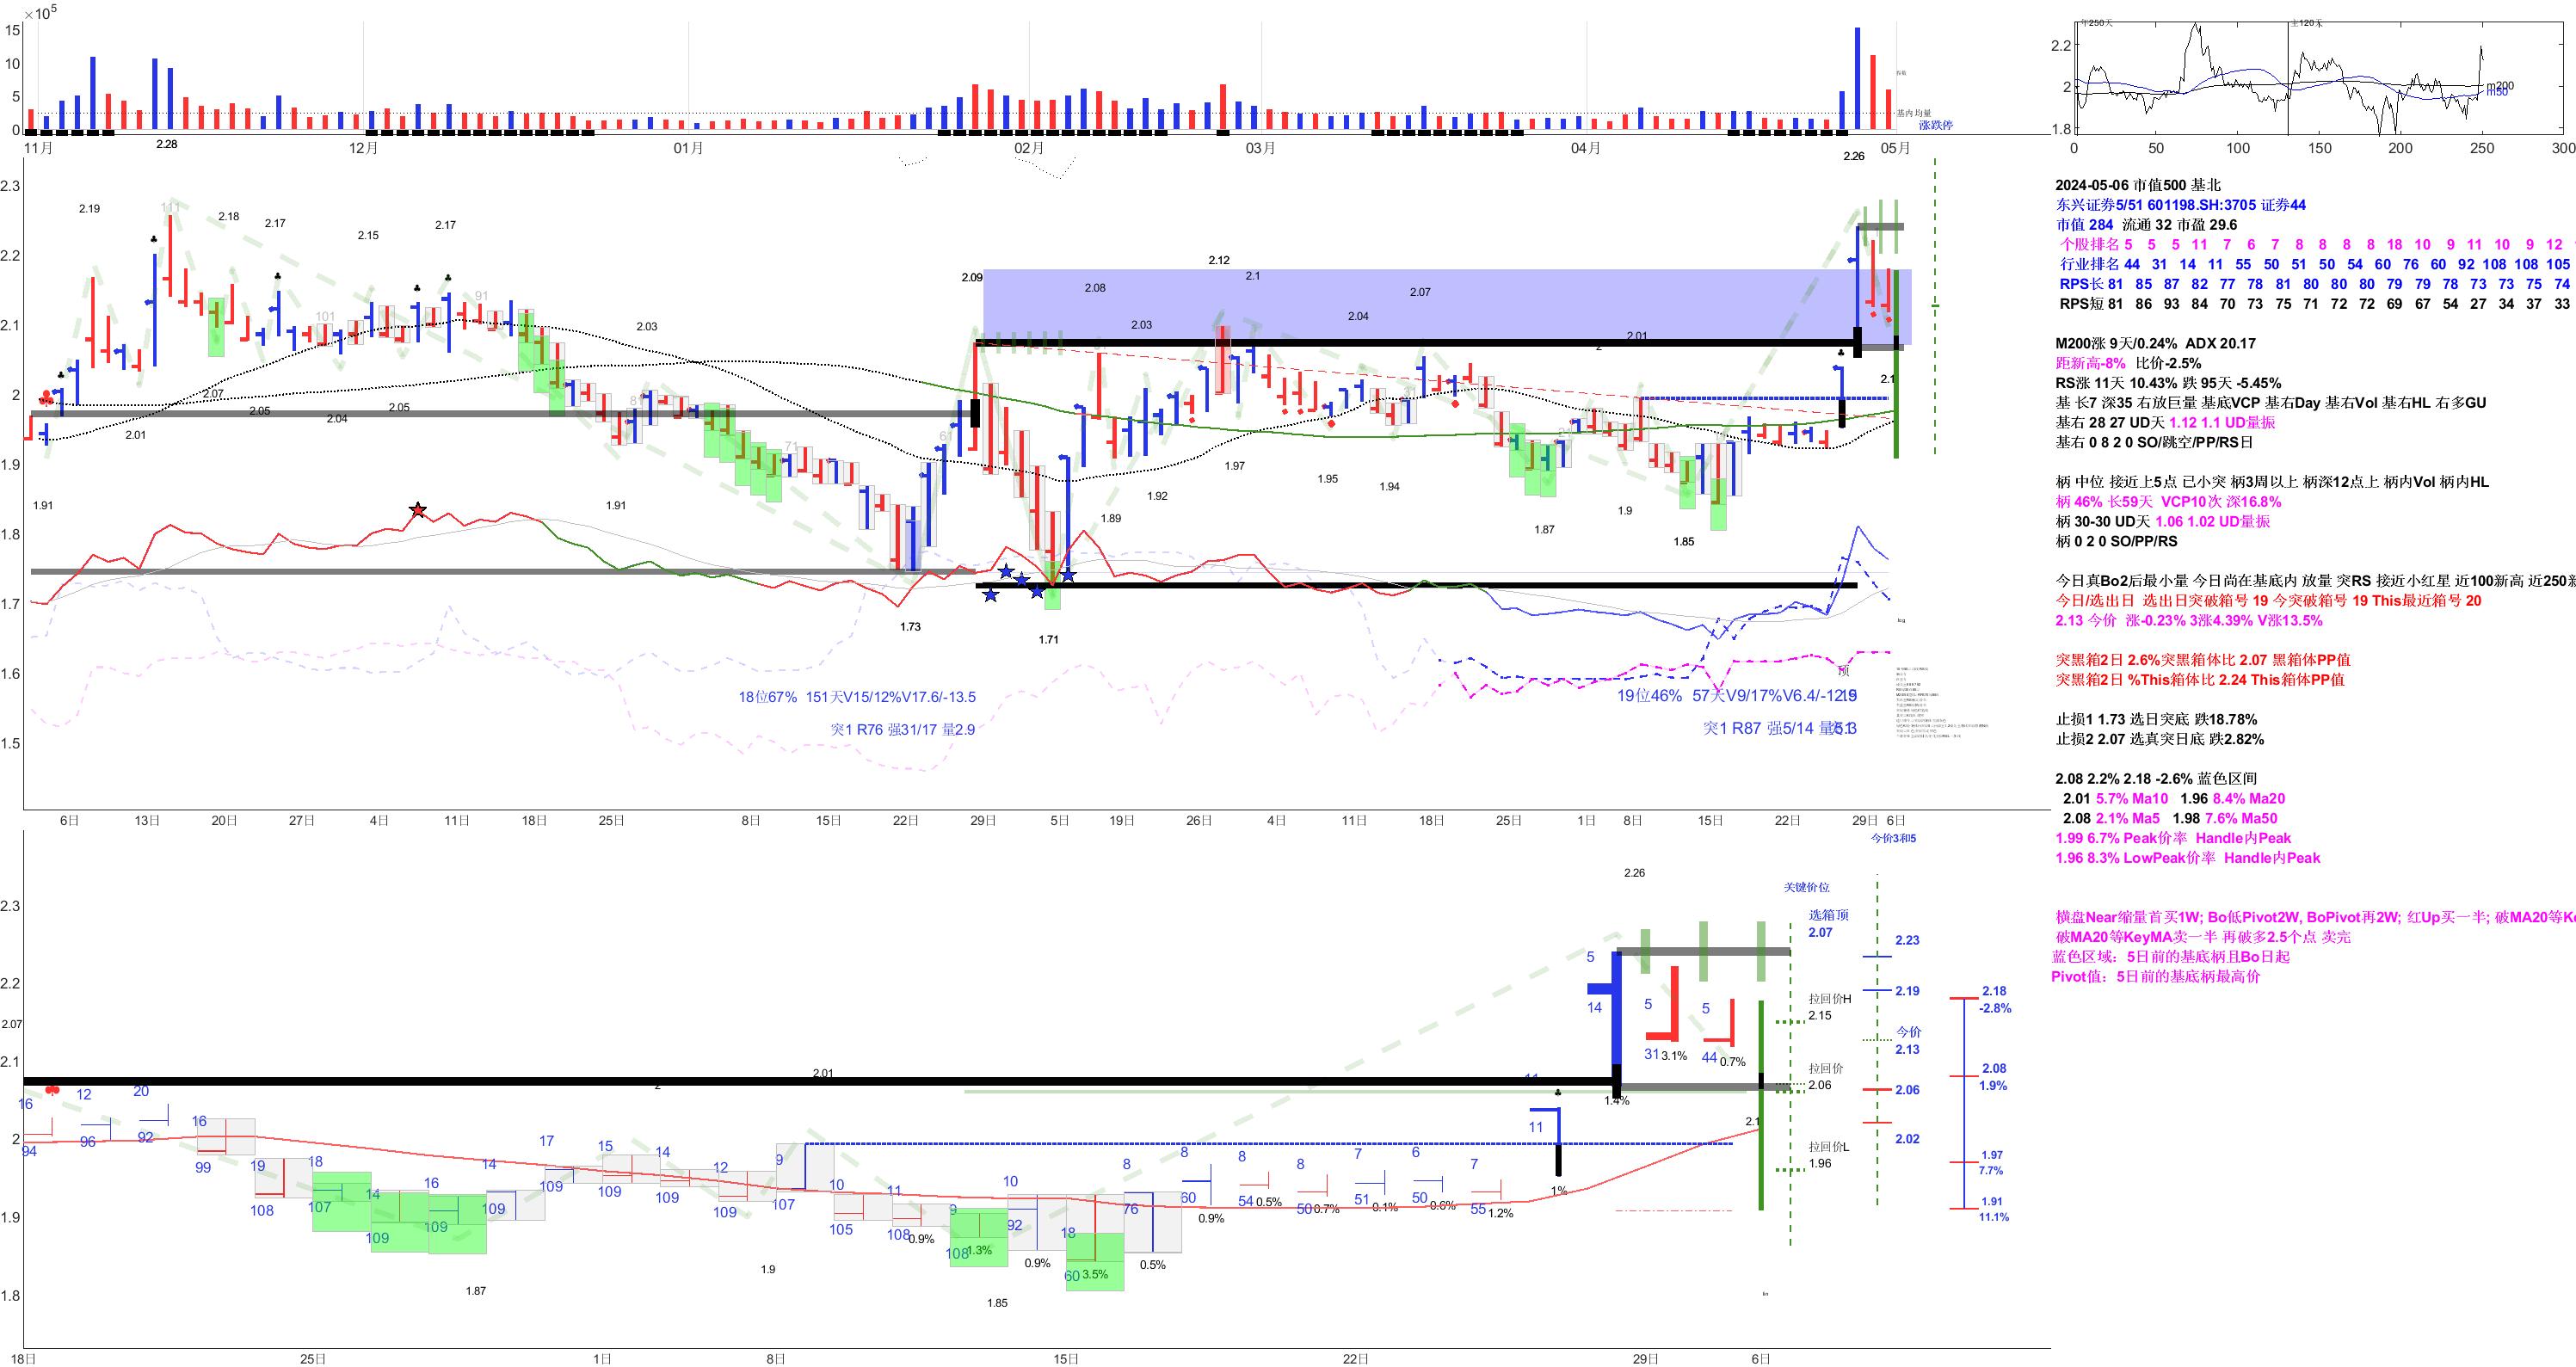 ×10⁵
15
10
5
0
基内均量
涨跌停
11月
12月
01月
02月
03月
04月
05月
2.28
2.26
年250天
主120天
2.2
2
1.8
m200
m50
0
50
100
150
200
250
300
2.3
2.2
2.1
2
1.9
1.8
1.7
1.6
1.5
2.19
111
2.18
2.17
2.15
2.17
91
101
2.03
2.09
2.08
2.12
2.1
2.03
2.04
2.07
2.01
2
2.07
2.05
2.04
2.05
2.01
1.91
1.91
81
71
61
1.73
1.71
1.89
1.92
1.97
1.95
1.94
1.87
1.9
1.85
2.1
顶
18位67% 151天V15/12%V17.6/-13.5
突1 R76 强31/17 量2.9
19位46% 57天V9/17%V6.4/-12.9
突1 R87 强5/14
6日
13日
20日
27日
4日
11日
18日
25日
8日
15日
22日
29日
5日
19日
26日
4日
11日
18日
25日
1日
8日
15日
22日
29日
6日
今价3和5
2024-05-06 市值500 基北
东兴证券5/51 601198.SH:3705 证券44
市值 284 流通 32 市盈 29.6
个股排名 5 5 5 11 7 6 7 8 8 8 8 18 10 9 11 10 9 12
行业排名 44 31 14 11 55 50 51 50 54 60 76 60 92 108 108 105
RPS长 81 85 87 82 77 78 81 80 80 80 79 79 78 73 73 75 74
RPS短 81 86 93 84 70 73 75 71 72 72 69 67 54 27 34 37 33
M200涨 9天/0.24% ADX 20.17
距新高-8% 比价-2.5%
RS涨 11天 10.43% 跌 95天 -5.45%
基 长7 深35 右放巨量 基底VCP 基右Day 基右Vol 基右HL 右多GU
基右 28 27 UD天 1.12 1.1 UD量振
基右 0 8 2 0 SO/跳空/PP/RS日
柄 中位 接近上5点 已小突 柄3周以上 柄深12点上 柄内Vol 柄内HL
柄 46% 长59天 VCP10次 深16.8%
柄 30-30 UD天 1.06 1.02 UD量振
柄 0 2 0 SO/PP/RS
今日真Bo2后最小量 今日尚在基底内 放量 突RS 接近小红星 近100新高 近250新
今日/选出日 选出日突破箱号 19 今突破箱号 19 This最近箱号 20
2.13 今价 涨-0.23% 3涨4.39% V涨13.5%
突黑箱2日 2.6%突黑箱体比 2.07 黑箱体PP值
突黑箱2日 %This箱体比 2.24 This箱体PP值
止损1 1.73 选日突底 跌18.78%
止损2 2.07 选真突日底 跌2.82%
2.08 2.2% 2.18 -2.6% 蓝色区间
2.01 5.7% Ma10 1.96 8.4% Ma20
2.08 2.1% Ma5 1.98 7.6% Ma50
1.99 6.7% Peak价率 Handle内Peak
1.96 8.3% LowPeak价率 Handle内Peak
横盘Near缩量首买1W; Bo低Pivot2W, BoPivot再2W; 红Up买一半; 破MA20等Ke
破MA20等KeyMA卖一半 再破多2.5个点 卖完
蓝色区域：5日前的基底柄且Bo日起
Pivot值：5日前的基底柄最高价
2.3
2.2
2.07
2.1
2
1.9
1.8
2.26
关键价位
选箱顶
2.07
2.23
2.19
2.18
-2.8%
拉回价H
2.15
今价
2.13
拉回价
2.06
2.06
2.08
1.9%
2.02
拉回价L
1.96
1.97
7.7%
1.91
11.1%
5
14
5
31
3.1%
5
44
0.7%
2.01
2
1.4%
2.1
16
94
12
96
20
92
16
99
19
108
18
107
14
109
16
109
14
109
17
109
15
109
14
109
12
109
9
107
10
105
11
108
0.9%
9
108
1.3%
10
92
0.9%
18
60
3.5%
8
76
0.5%
8
60
0.9%
8
54
0.5%
8
50
0.7%
7
51
0.1%
6
50
0.6%
7
55
1.2%
11
11
1%
1.87
1.9
1.85
18日
25日
1日
8日
15日
22日
29日
6日